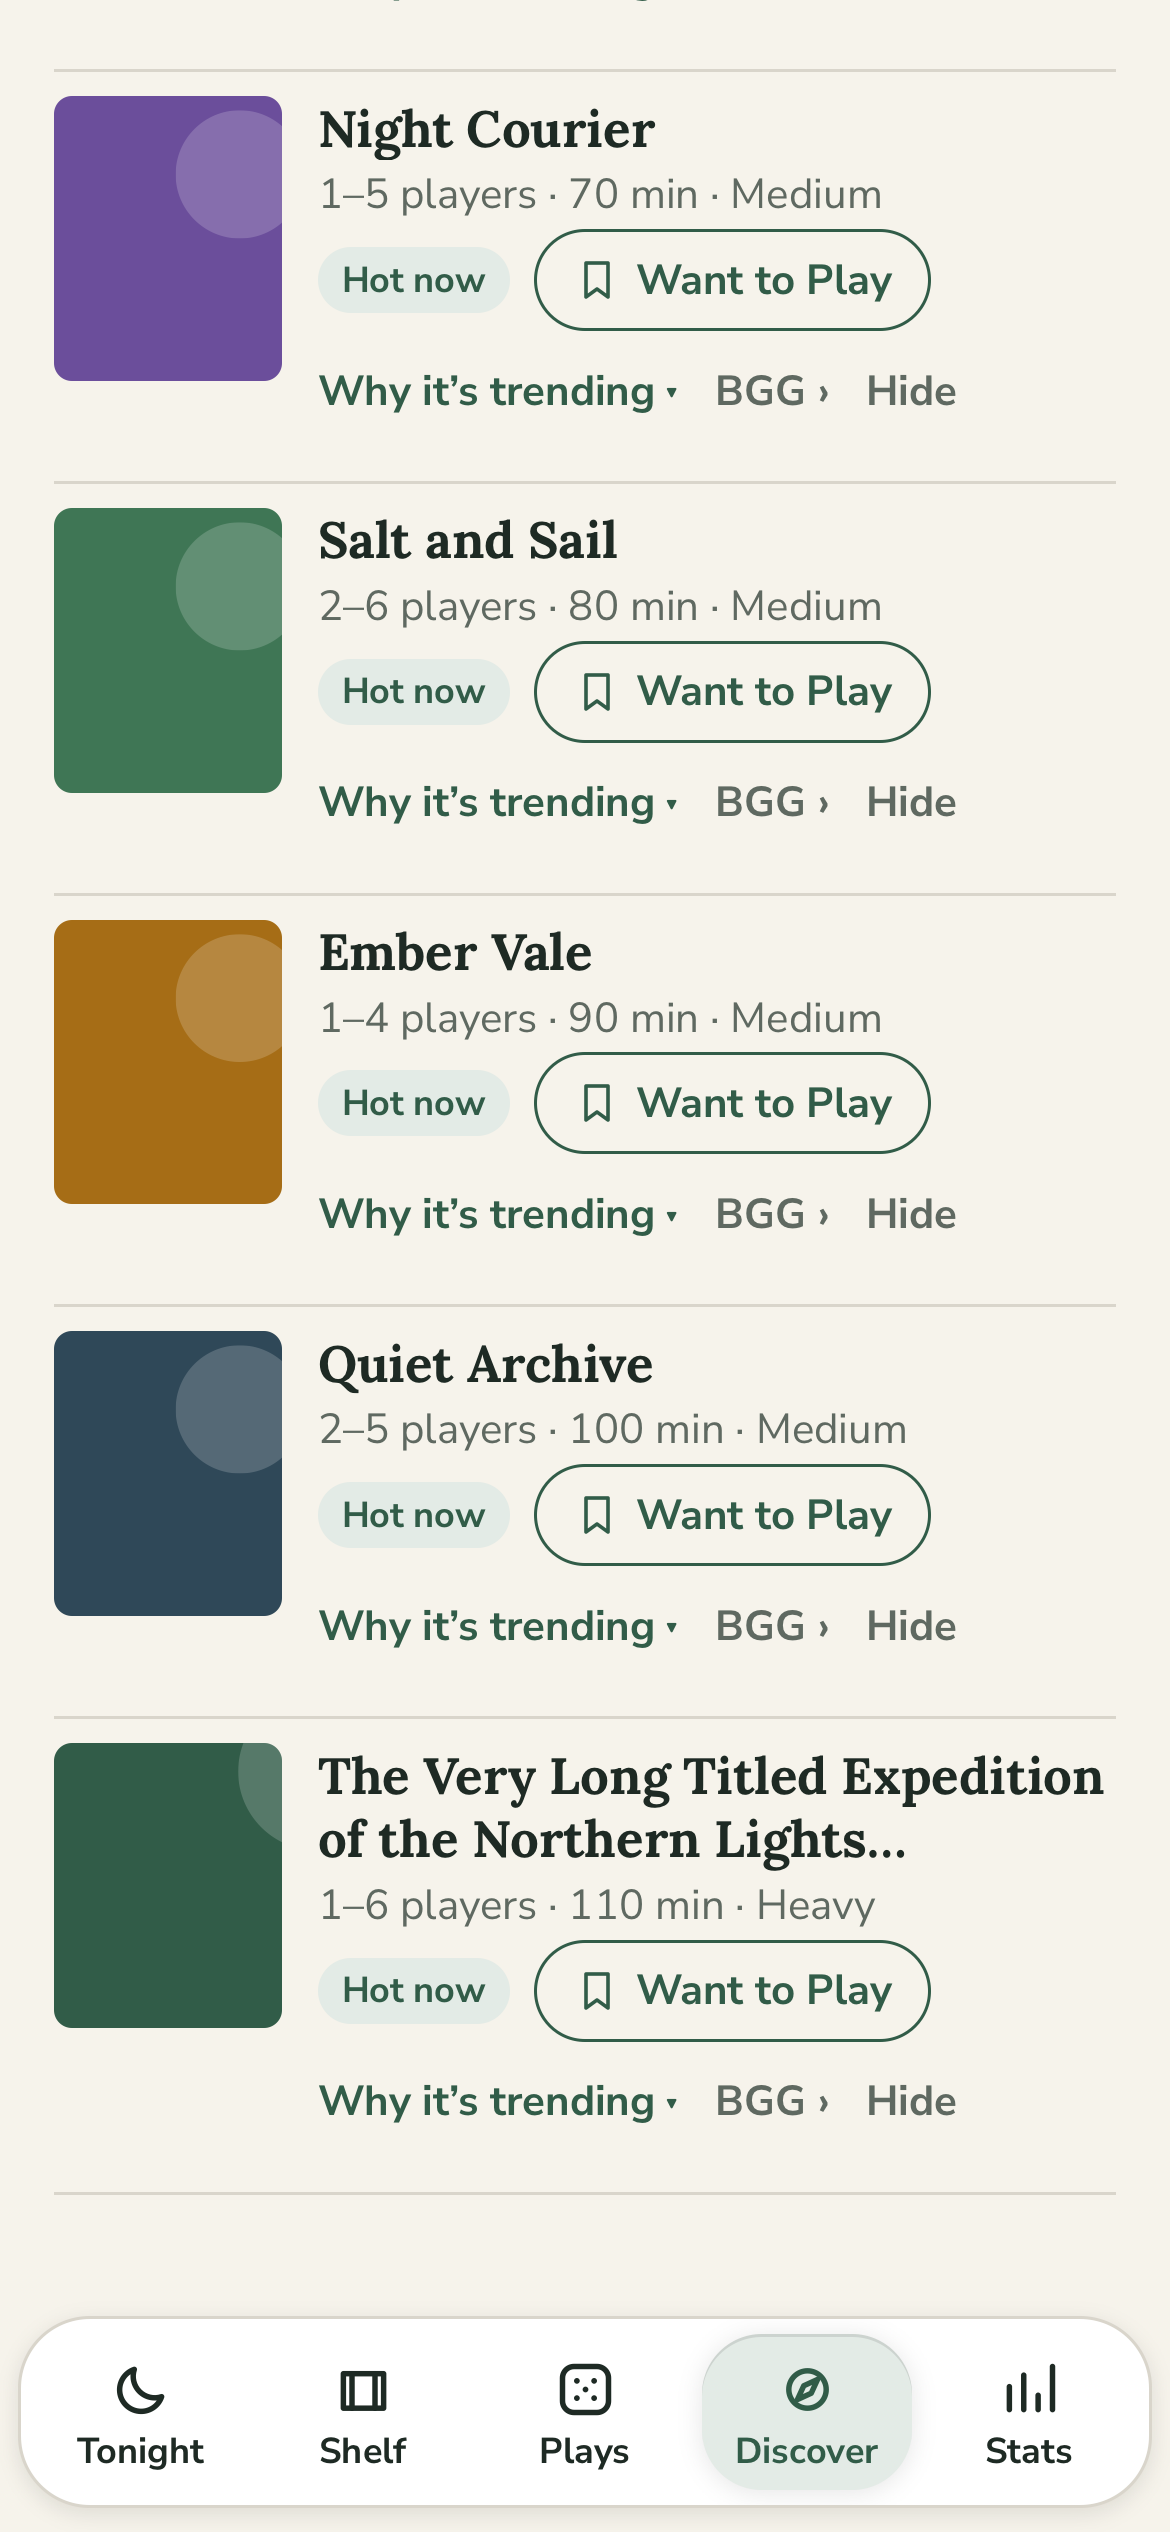 Night Courier
1–5 players · 70 min · Medium
Hot now Want to Play
Why it’s trending ▾ BGG › Hide
Salt and Sail
2–6 players · 80 min · Medium
Hot now Want to Play
Why it’s trending ▾ BGG › Hide
Ember Vale
1–4 players · 90 min · Medium
Hot now Want to Play
Why it’s trending ▾ BGG › Hide
Quiet Archive
2–5 players · 100 min · Medium
Hot now Want to Play
Why it’s trending ▾ BGG › Hide
The Very Long Titled Expedition
of the Northern Lights…
1–6 players · 110 min · Heavy
Hot now Want to Play
Why it’s trending ▾ BGG › Hide
Tonight Shelf Plays Discover Stats